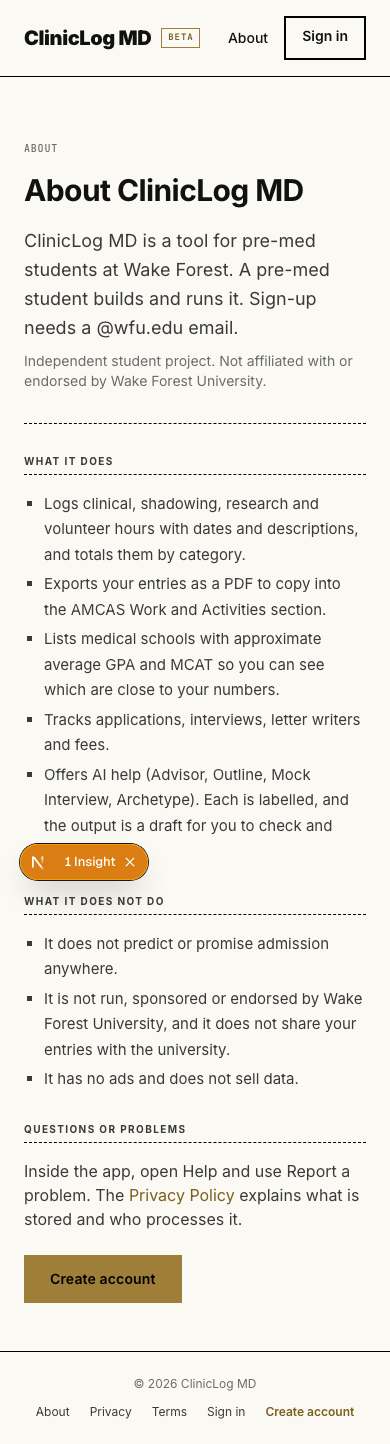 ClinicLog MD BETA About Sign in
ABOUT
About ClinicLog MD
ClinicLog MD is a tool for pre-med
students at Wake Forest. A pre-med
student builds and runs it. Sign-up
needs a @wfu.edu email.
Independent student project. Not affiliated with or
endorsed by Wake Forest University.
WHAT IT DOES
Logs clinical, shadowing, research and
volunteer hours with dates and descriptions,
and totals them by category.
Exports your entries as a PDF to copy into
the AMCAS Work and Activities section.
Lists medical schools with approximate
average GPA and MCAT so you can see
which are close to your numbers.
Tracks applications, interviews, letter writers
and fees.
Offers AI help (Advisor, Outline, Mock
Interview, Archetype). Each is labelled, and
the output is a draft for you to check and
N 1 Insight
WHAT IT DOES NOT DO
It does not predict or promise admission
anywhere.
It is not run, sponsored or endorsed by Wake
Forest University, and it does not share your
entries with the university.
It has no ads and does not sell data.
QUESTIONS OR PROBLEMS
Inside the app, open Help and use Report a
problem. The Privacy Policy explains what is
stored and who processes it.
Create account
© 2026 ClinicLog MD
About Privacy Terms Sign in Create account